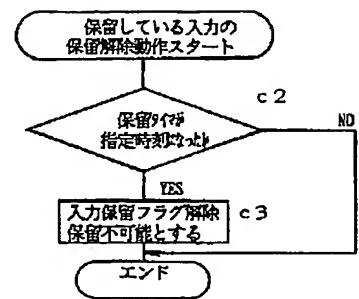 保留している入力の
保留解除動作スタート
c2
保留タイマが
指定時刻になったか
NO
YES
入力保留フラグ解除
保留不可能とする
c3
エンド